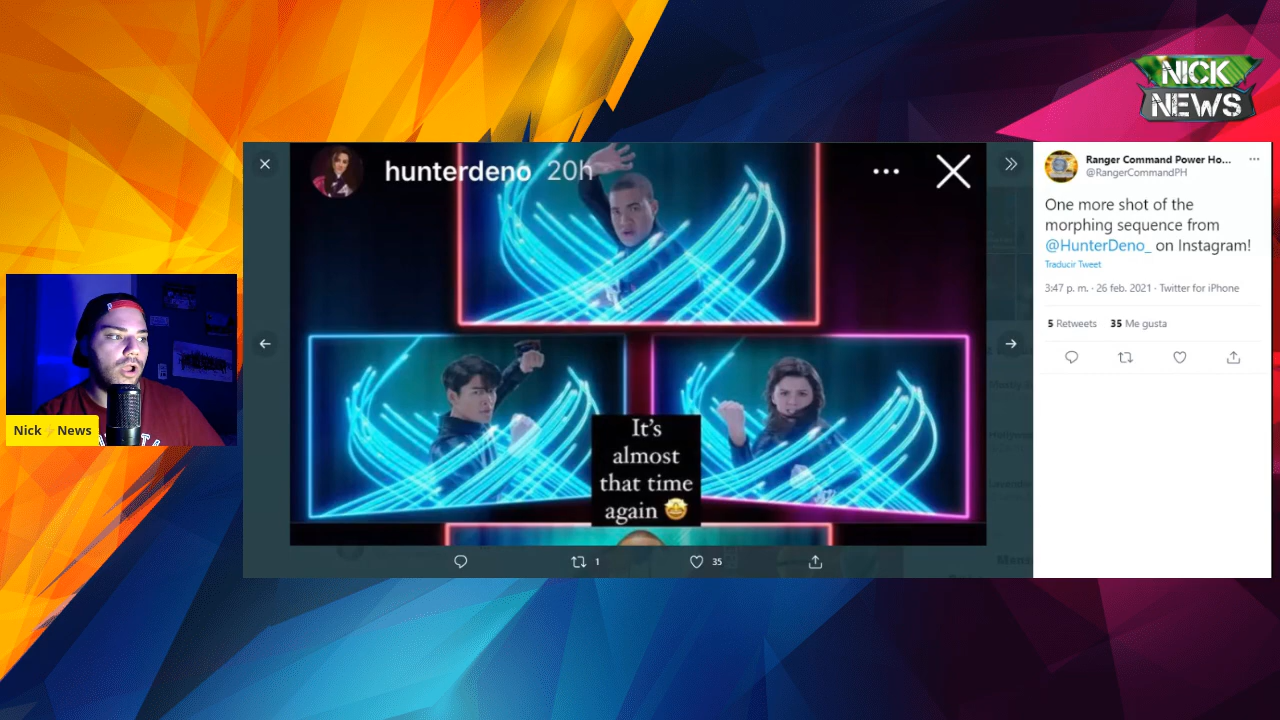 NICK
NEWS
hunterdeno 20h
It's
almost
that time
again
1
35
Ranger Command Power Ho...
@RangerCommandPH
One more shot of the
morphing sequence from
@HunterDeno_ on Instagram!
Traducir Tweet
3:47 p. m. · 26 feb. 2021 · Twitter for iPhone
5 Retweets 35 Me gusta
Nick News